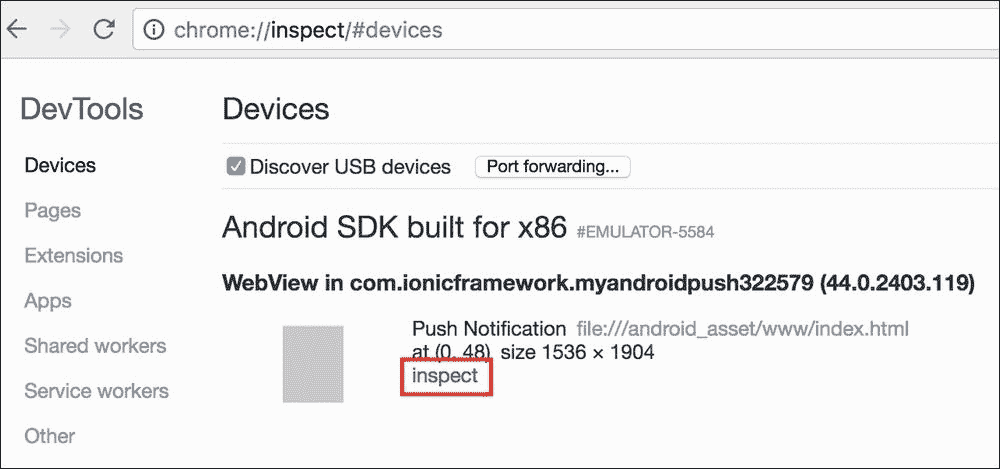 chrome://inspect/#devices
DevTools
Devices
Pages
Extensions
Apps
Shared workers
Service workers
Other
Devices
Discover USB devices Port forwarding...
Android SDK built for x86 #EMULATOR-5584
WebView in com.ionicframework.myandroidpush322579 (44.0.2403.119)
Push Notification file:///android_asset/www/index.html
at (0, 48) size 1536 × 1904
inspect